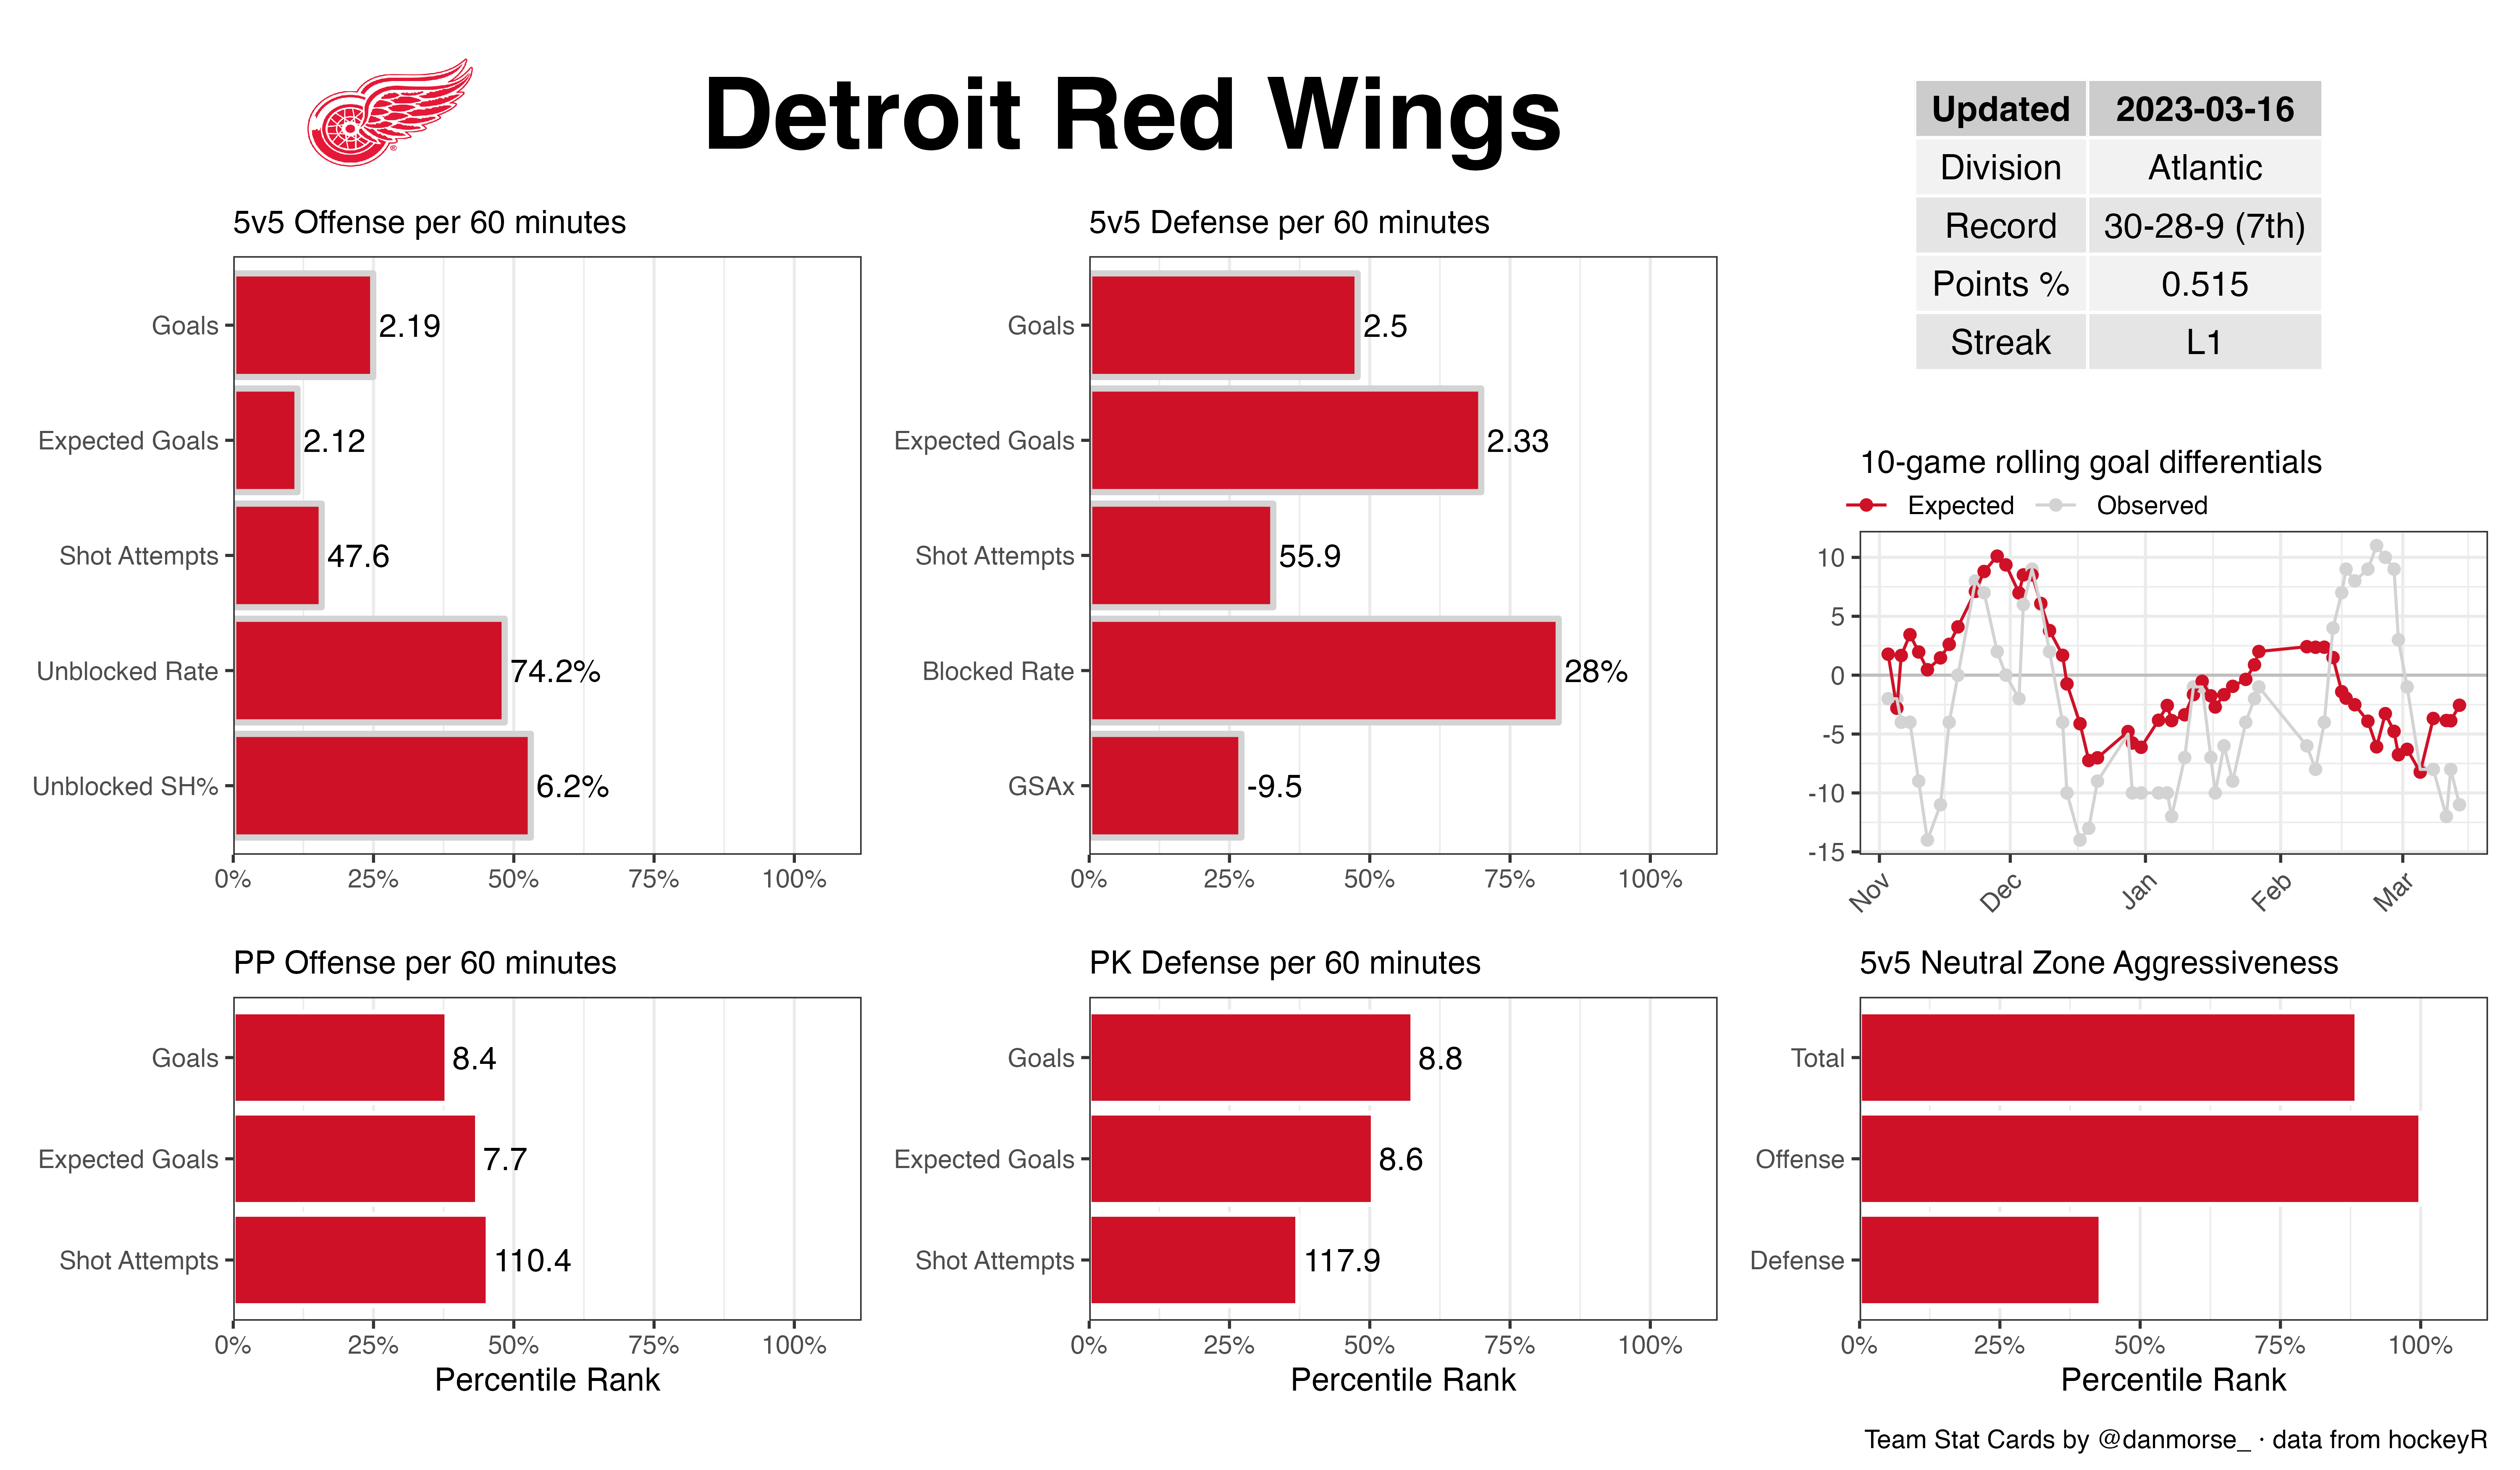 Detroit Red Wings
Updated 2023-03-16
Division Atlantic
Record 30-28-9 (7th)
Points % 0.515
Streak L1
5v5 Offense per 60 minutes
Goals 2.19
Expected Goals 2.12
Shot Attempts 47.6
Unblocked Rate 74.2%
Unblocked SH% 6.2%
0% 25% 50% 75% 100%
5v5 Defense per 60 minutes
Goals 2.5
Expected Goals 2.33
Shot Attempts 55.9
Blocked Rate 28%
GSAx -9.5
0% 25% 50% 75% 100%
10-game rolling goal differentials
Expected Observed
10
5
0
-5
-10
-15
Nov Dec Jan Feb Mar
PP Offense per 60 minutes
Goals 8.4
Expected Goals 7.7
Shot Attempts 110.4
0% 25% 50% 75% 100%
Percentile Rank
PK Defense per 60 minutes
Goals 8.8
Expected Goals 8.6
Shot Attempts 117.9
0% 25% 50% 75% 100%
Percentile Rank
5v5 Neutral Zone Aggressiveness
Total
Offense
Defense
0% 25% 50% 75% 100%
Percentile Rank
Team Stat Cards by @danmorse_ · data from hockeyR